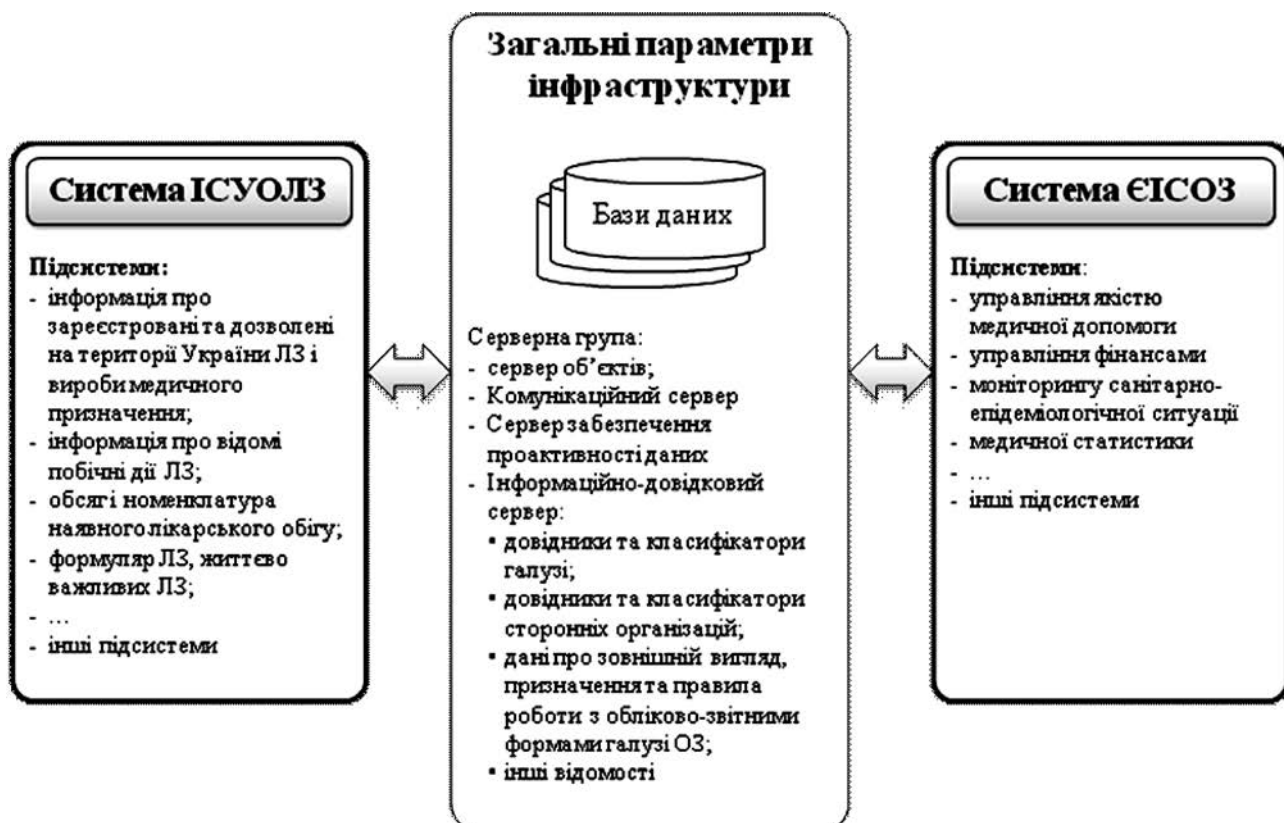 Система ІСУОЛЗ
Підсистеми:
- інформація про
зареєстровані та дозволені
на території України ЛЗ і
вироби медичного
призначення;
- інформація про відомі
побічні дії ЛЗ;
- обсяг і номенклатура
наявного лікарського обігу;
- формуляр ЛЗ, життєво
важливих ЛЗ;
- ...
- інші підсистеми
Загальні параметри
інфраструктури
Бази даних
Серверна група:
- сервер об’єктів;
- Комунікаційний сервер
- Сервер забезпечення
проактивності даних
- Інформаційно-довідковий
сервер:
• довідники та класифікатори
галузі;
• довідники та класифікатори
сторонніх організацій;
• дані про зовнішній вигляд,
призначення та правила
роботи з обліково-звітними
формами галузі ОЗ;
• інші відомості
Система ЄІСОЗ
Підсистеми:
- управління якістю
медичної допомоги
- управління фінансами
- моніторингу санітарно-
епідеміологічної ситуації
- медичної статистики
- ...
- інші підсистеми